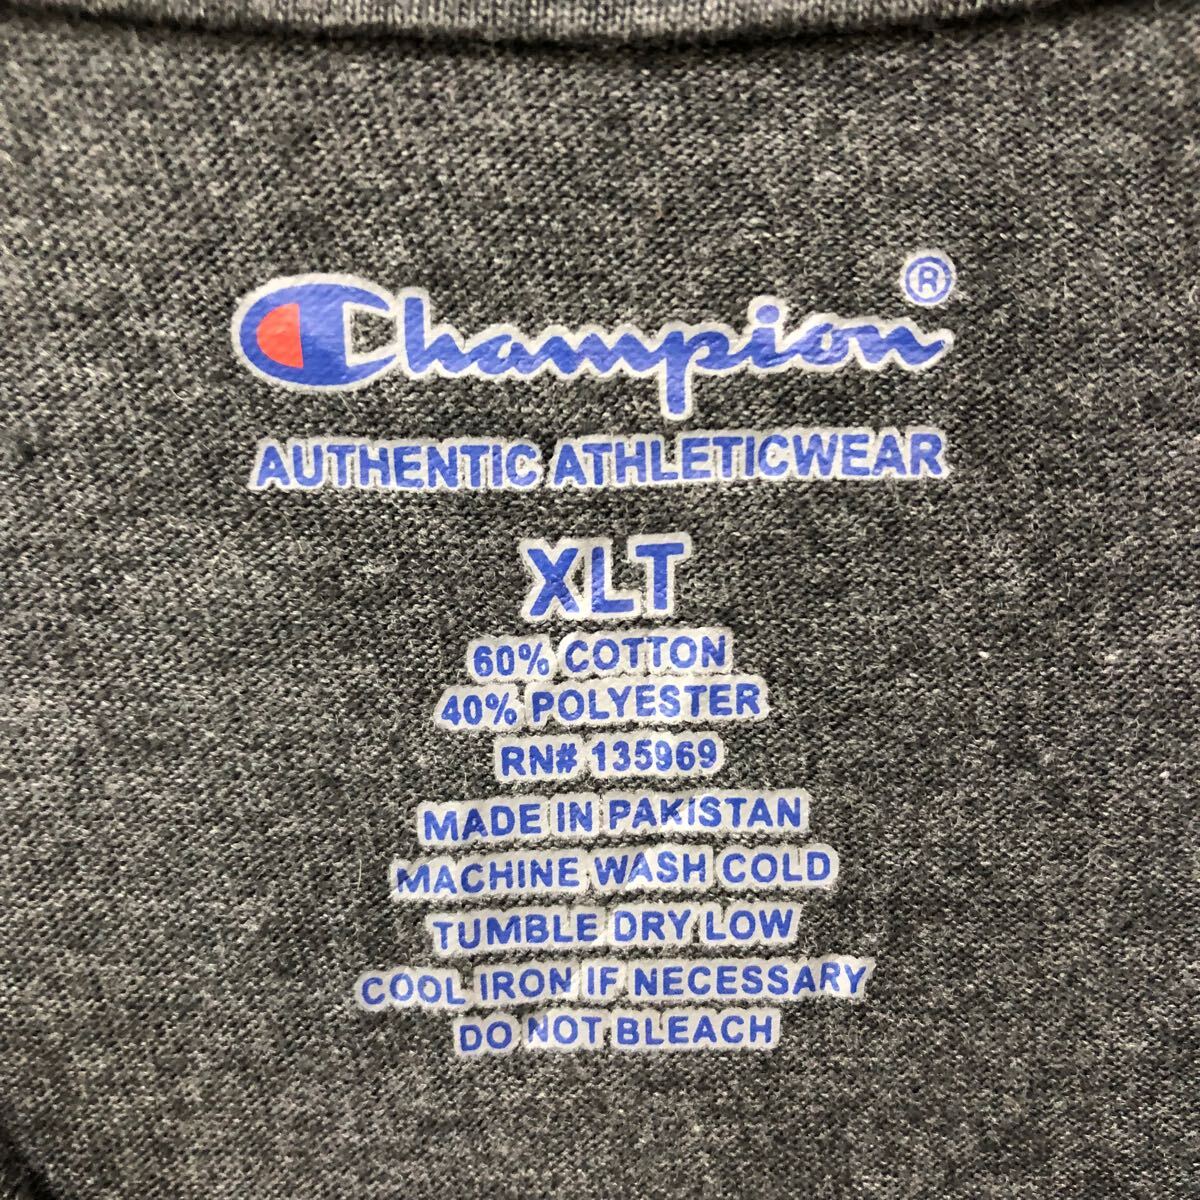 Champion ®
AUTHENTIC ATHLETICWEAR
XLT
60% COTTON
40% POLYESTER
RN# 135969
MADE IN PAKISTAN
MACHINE WASH COLD
TUMBLE DRY LOW
COOL IRON IF NECESSARY
DO NOT BLEACH